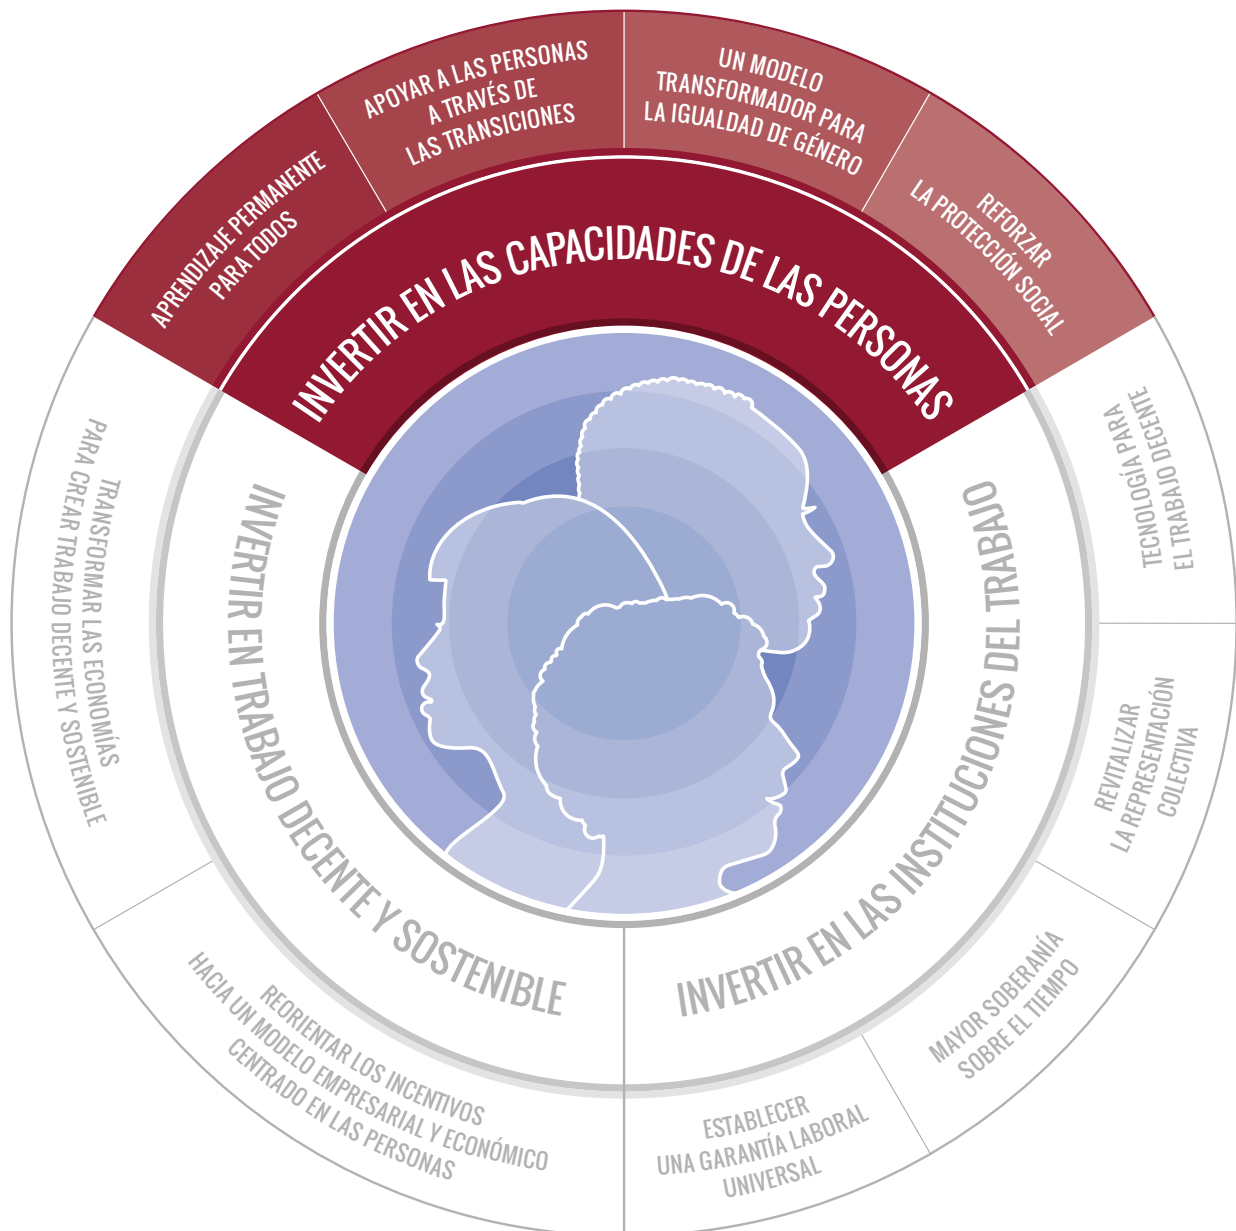 APRENDIZAJE PERMANENTE
PARA TODOS
APOYAR A LAS PERSONAS
A TRAVÉS DE
LAS TRANSICIONES
UN MODELO
TRANSFORMADOR PARA
LA IGUALDAD DE GÉNERO
REFORZAR
LA PROTECCIÓN SOCIAL
INVERTIR EN LAS CAPACIDADES DE LAS PERSONAS
TECNOLOGÍA PARA
EL TRABAJO DECENTE
REVITALIZAR
LA REPRESENTACIÓN
COLECTIVA
MAYOR SOBERANÍA
SOBRE EL TIEMPO
ESTABLECER
UNA GARANTÍA LABORAL
UNIVERSAL
INVERTIR EN LAS INSTITUCIONES DEL TRABAJO
TRANSFORMAR LAS ECONOMÍAS
PARA CREAR TRABAJO DECENTE Y SOSTENIBLE
REORIENTAR LOS INCENTIVOS
HACIA UN MODELO EMPRESARIAL Y ECONÓMICO
CENTRADO EN LAS PERSONAS
INVERTIR EN TRABAJO DECENTE Y SOSTENIBLE